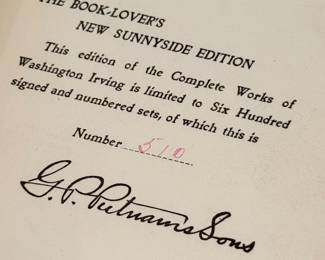 THE BOOK-LOVER'S
NEW SUNNYSIDE EDITION
This edition of the Complete Works of
Washington Irving is limited to Six Hundred
signed and numbered sets, of which this is
Number 510
G. P. Putnam's Sons